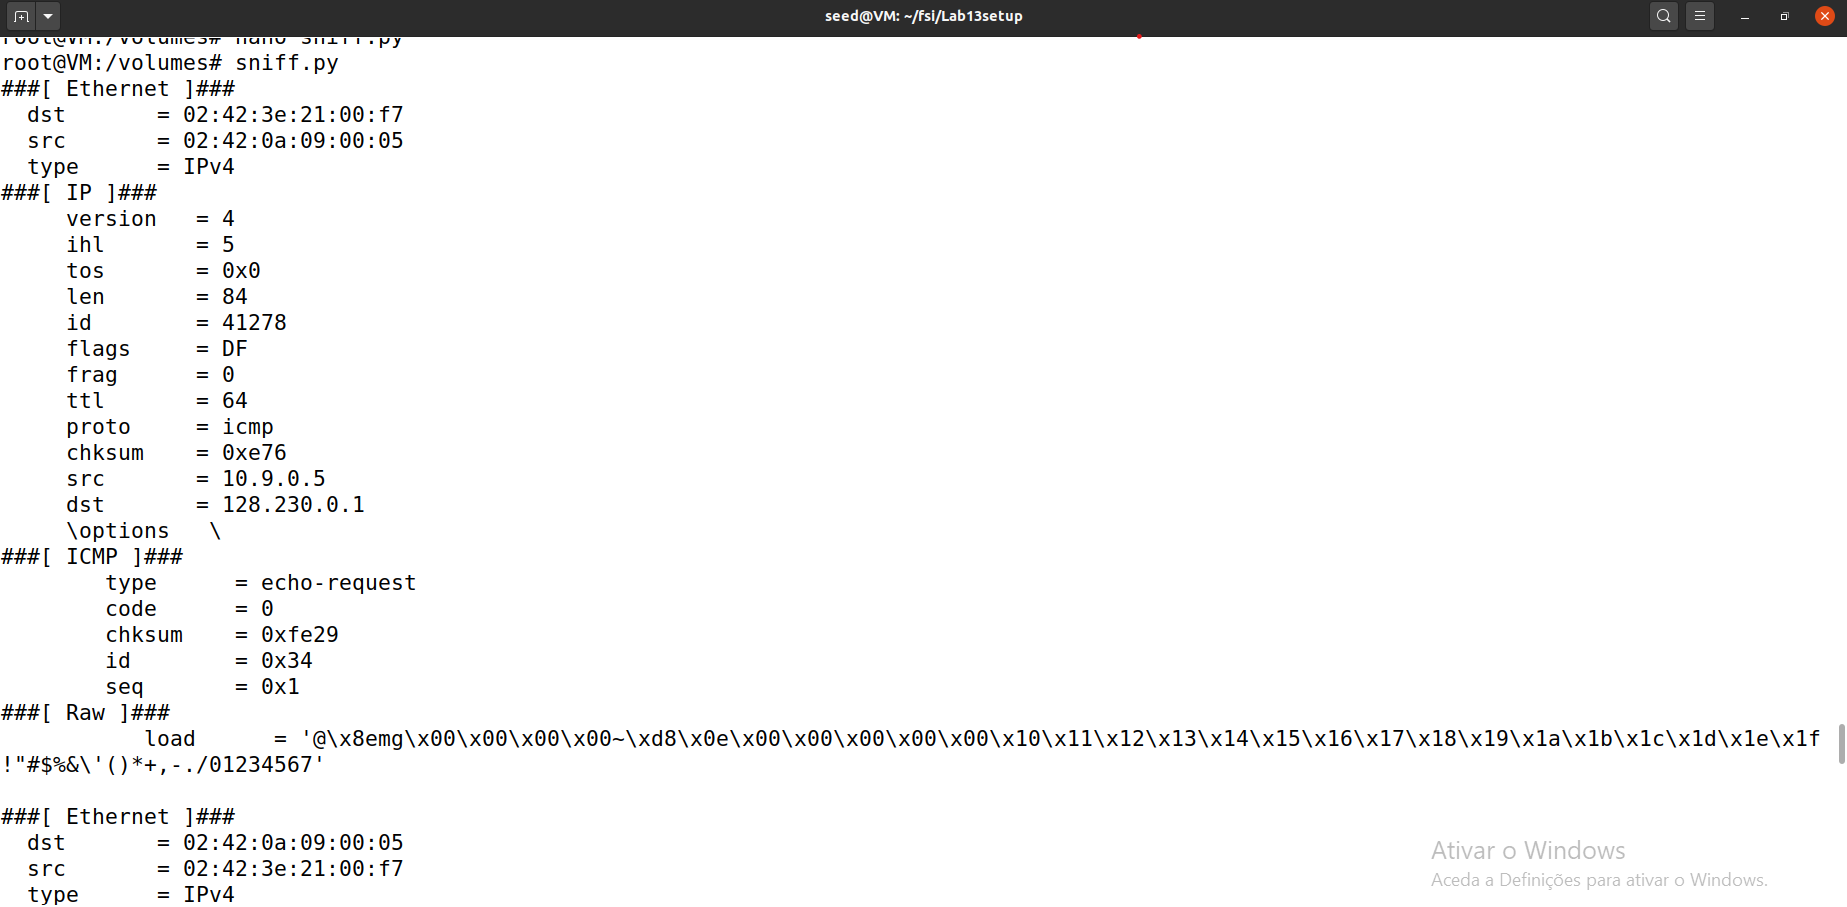 seed@VM: ~/fsi/Lab13setup
root@VM:/volumes# nano sniff.py
root@VM:/volumes# sniff.py
###[ Ethernet ]###
  dst       = 02:42:3e:21:00:f7
  src       = 02:42:0a:09:00:05
  type      = IPv4
###[ IP ]###
     version   = 4
     ihl       = 5
     tos       = 0x0
     len       = 84
     id        = 41278
     flags     = DF
     frag      = 0
     ttl       = 64
     proto     = icmp
     chksum    = 0xe76
     src       = 10.9.0.5
     dst       = 128.230.0.1
     \options   \
###[ ICMP ]###
        type      = echo-request
        code      = 0
        chksum    = 0xfe29
        id        = 0x34
        seq       = 0x1
###[ Raw ]###
           load      = '@\x8emg\x00\x00\x00\x00~\xd8\x0e\x00\x00\x00\x00\x00\x10\x11\x12\x13\x14\x15\x16\x17\x18\x19\x1a\x1b\x1c\x1d\x1e\x1f
!"#$%&\'()*+,-./01234567'
###[ Ethernet ]###
  dst       = 02:42:0a:09:00:05
  src       = 02:42:3e:21:00:f7
  type      = IPv4
Ativar o Windows
Aceda a Definições para ativar o Windows.